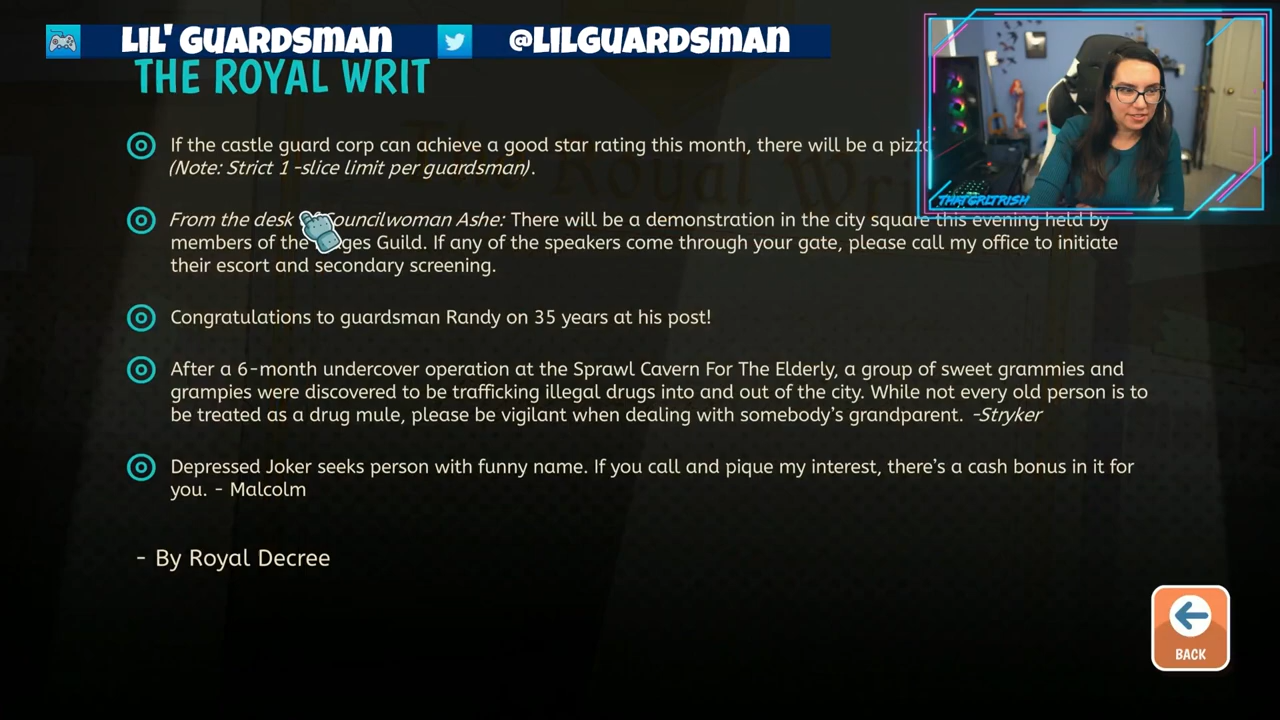 LIL' GUARDSMAN @LILGUARDSMAN
THE ROYAL WRIT
If the castle guard corp can achieve a good star rating this month, there will be a
(Note: Strict 1-slice limit per guardsman).
THATGRLTRISH
From the desk Councilwoman Ashe: There will be a demonstration in the city square this evening held by
members of the Guild. If any of the speakers come through your gate, please call my office to initiate
their escort and secondary screening.
Congratulations to guardsman Randy on 35 years at his post!
After a 6-month undercover operation at the Sprawl Cavern For The Elderly, a group of sweet grammies and
grampies were discovered to be trafficking illegal drugs into and out of the city. While not every old person is to
be treated as a drug mule, please be vigilant when dealing with somebody's grandparent. -Stryker
Depressed Joker seeks person with funny name. If you call and pique my interest, there's a cash bonus in it for
you. - Malcolm
- By Royal Decree
BACK